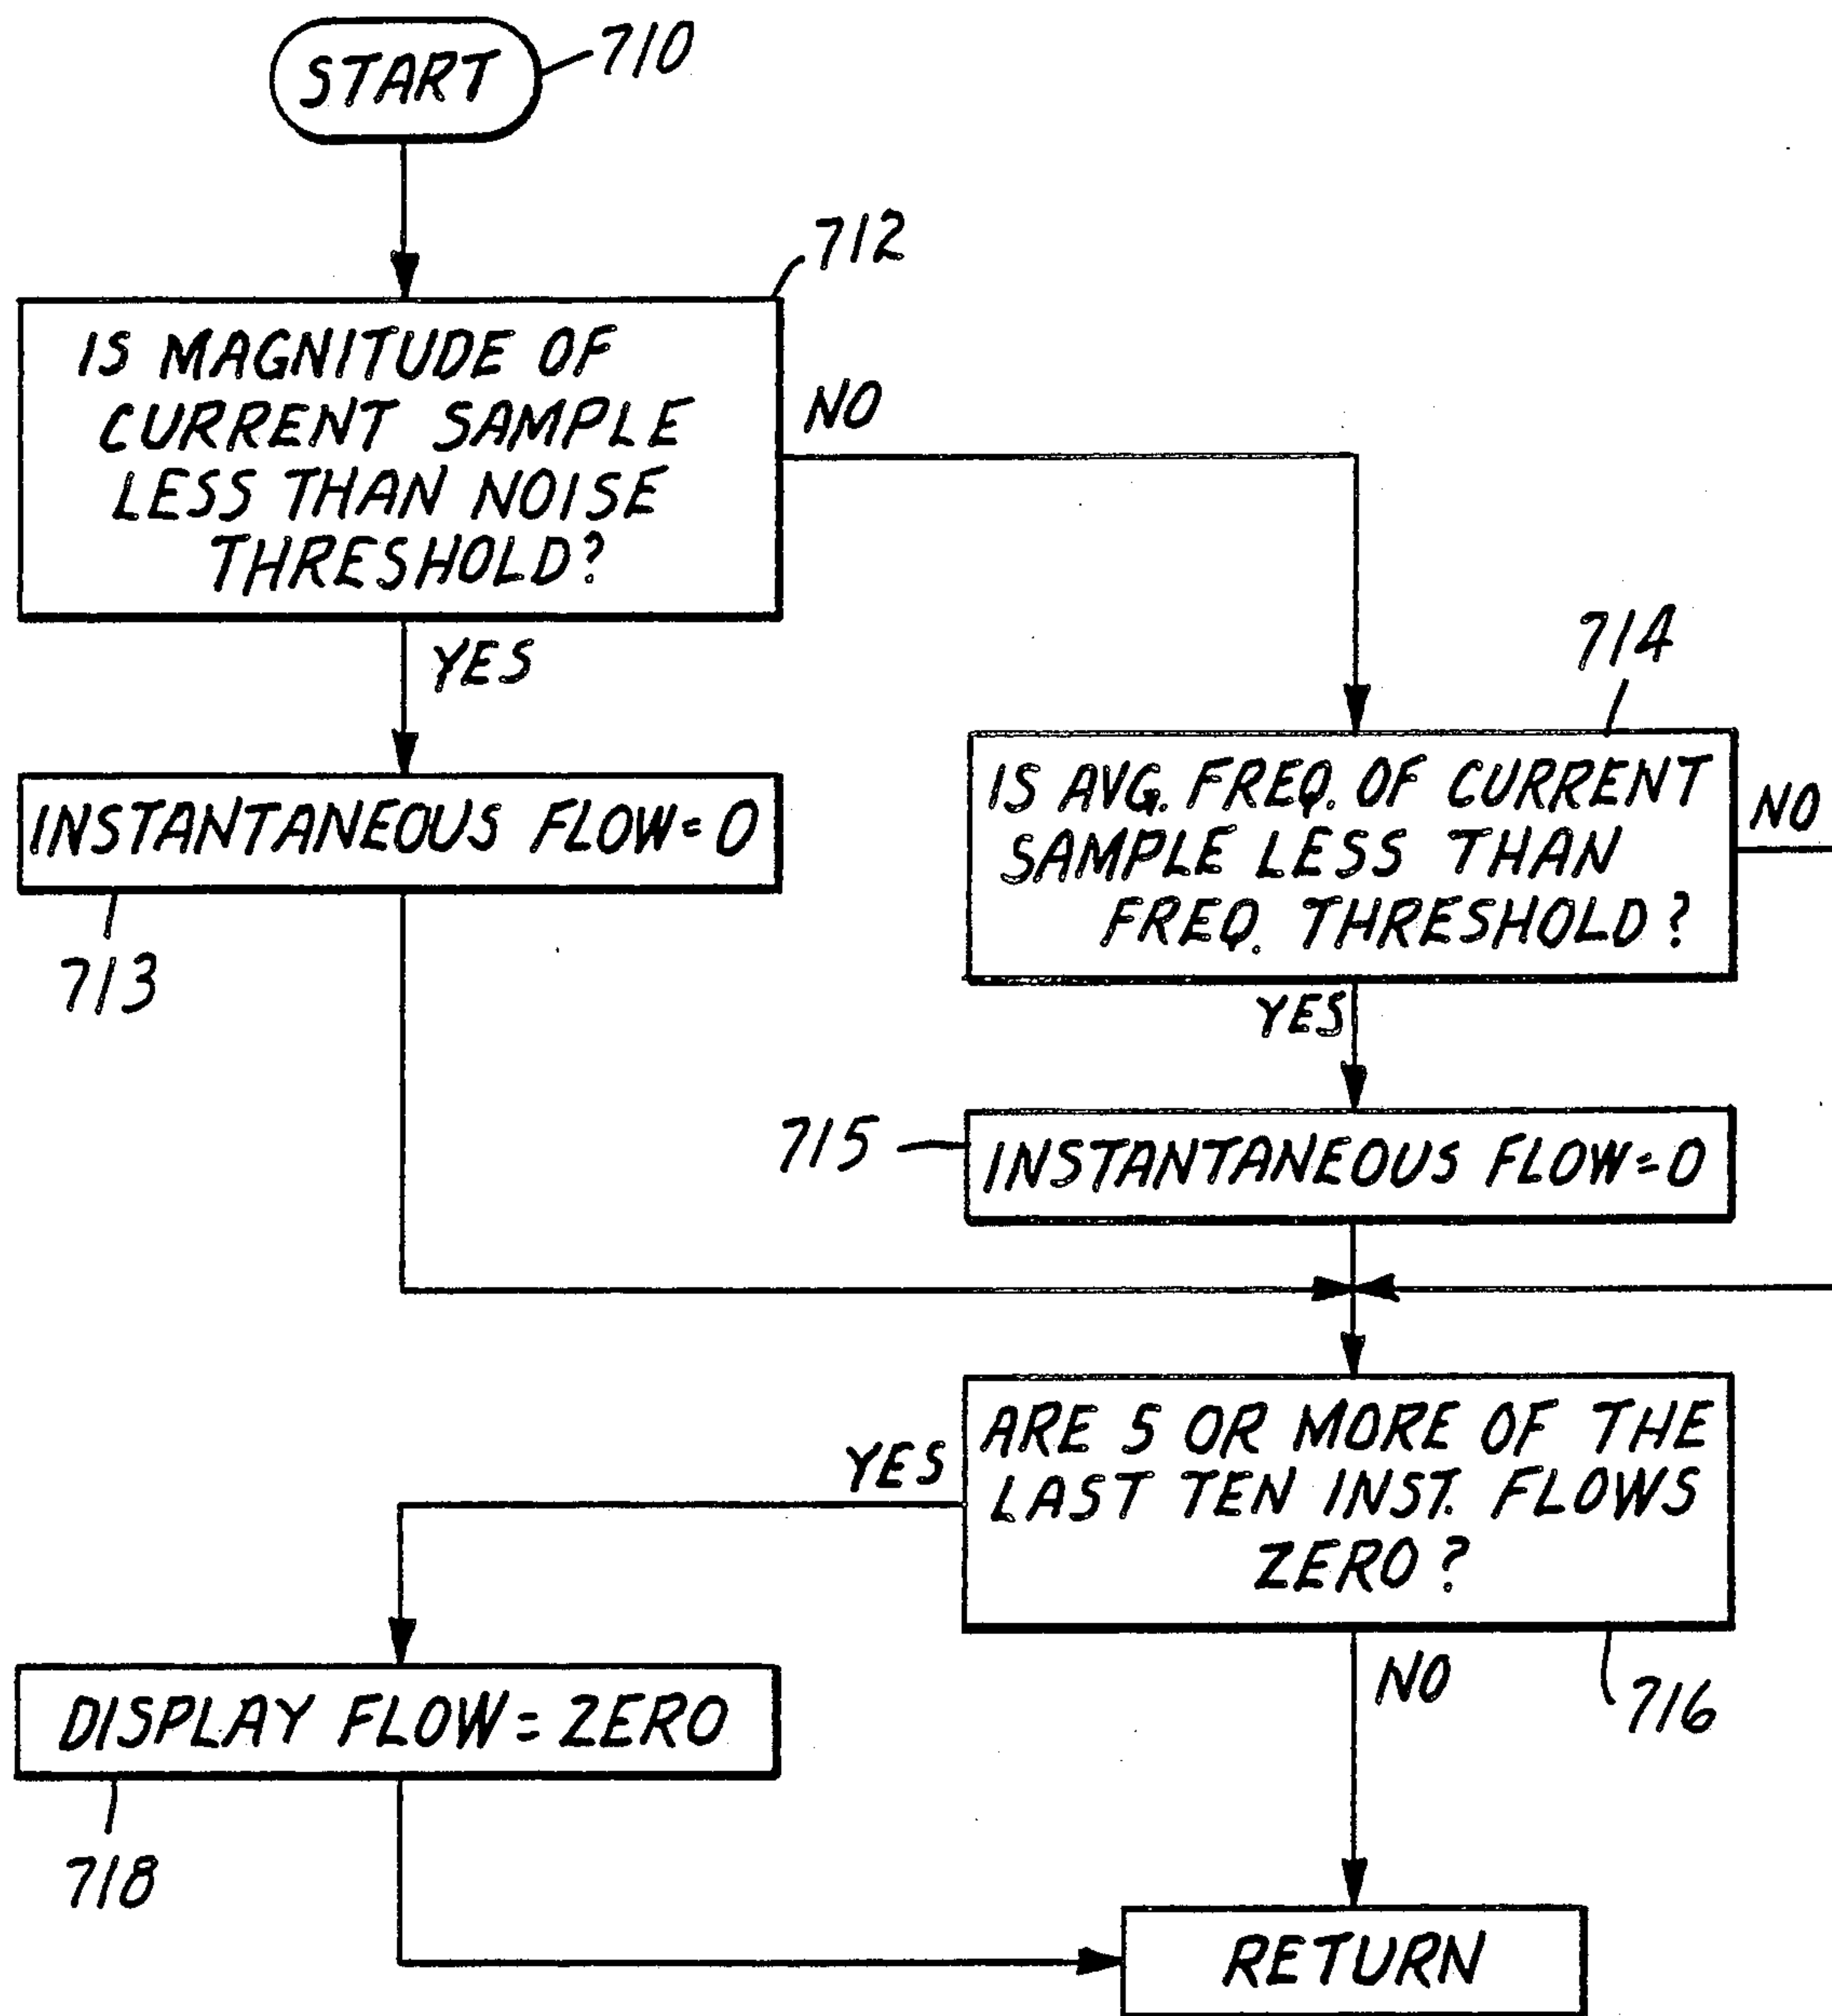 START
710
712
IS MAGNITUDE OF
CURRENT SAMPLE
LESS THAN NOISE
THRESHOLD?
NO
YES
714
INSTANTANEOUS FLOW=0
713
IS AVG. FREQ. OF CURRENT
SAMPLE LESS THAN
FREQ. THRESHOLD?
NO
YES
715
INSTANTANEOUS FLOW=0
ARE 5 OR MORE OF THE
LAST TEN INST. FLOWS
ZERO?
YES
NO
716
DISPLAY FLOW=ZERO
718
RETURN